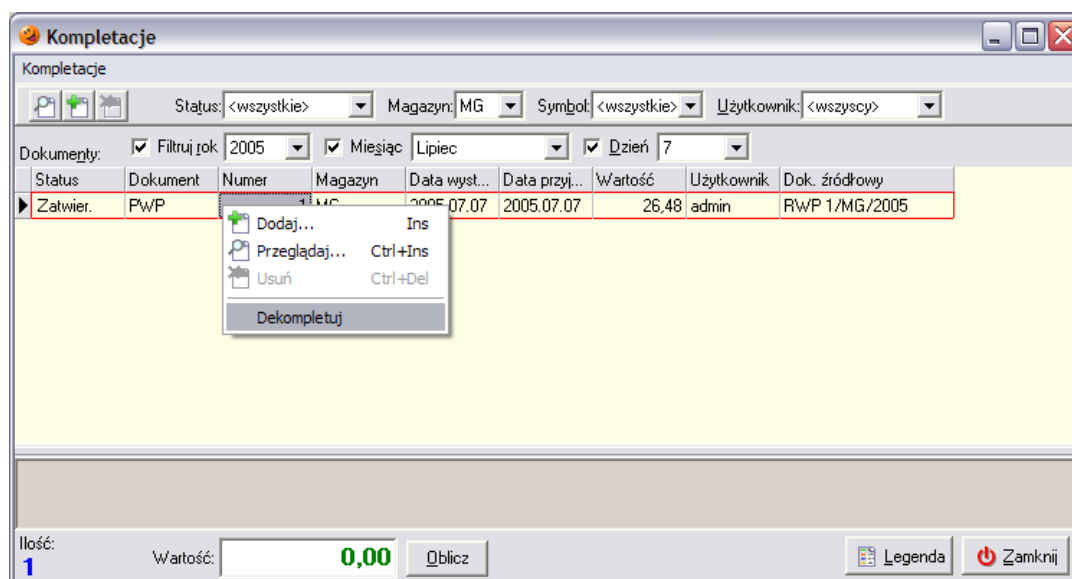 Kompletacje
Kompletacje
Status: <wszystkie> Magazyn: MG Symbol: <wszystkie> Użytkownik: <wszyscy>
Dokumenty: Filtruj rok 2005 Miesiąc Lipiec Dzień 7
Status Dokument Numer Magazyn Data wyst... Data przyj... Wartość Użytkownik Dok. źródłowy
Zatwier. PWP 1 MG 2005.07.07 2005.07.07 26,48 admin RWP 1/MG/2005
Dodaj... Ins
Przeglądaj... Ctrl+Ins
Usuń Ctrl+Del
Dekompletuj
Ilość:
1
Wartość: 0,00 Oblicz Legenda Zamknij